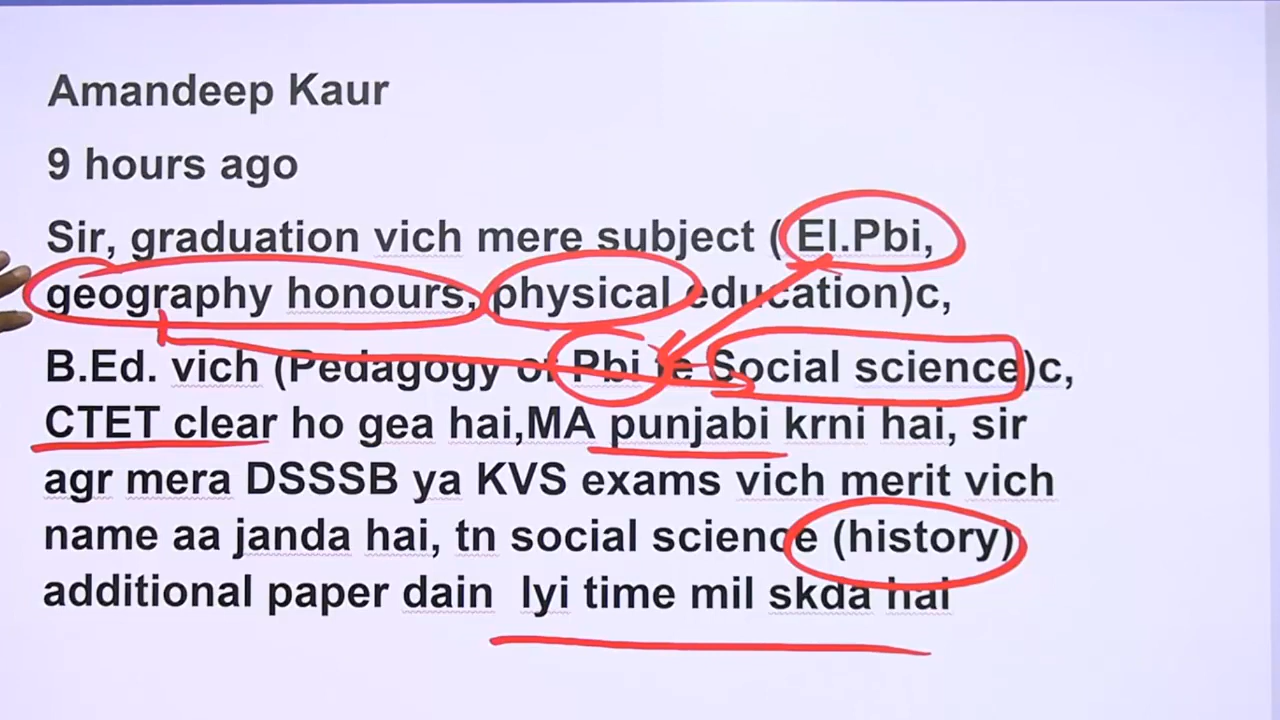 Amandeep Kaur
9 hours ago
Sir, graduation vich mere subject ( El.Pbi,
geography honours, physical education)c,
B.Ed. vich (Pedagogy of Pbi te Social science)c,
CTET clear ho gea hai,MA punjabi krni hai, sir
agr mera DSSSB ya KVS exams vich merit vich
name aa janda hai, tn social science (history)
additional paper dain lyi time mil skda hai